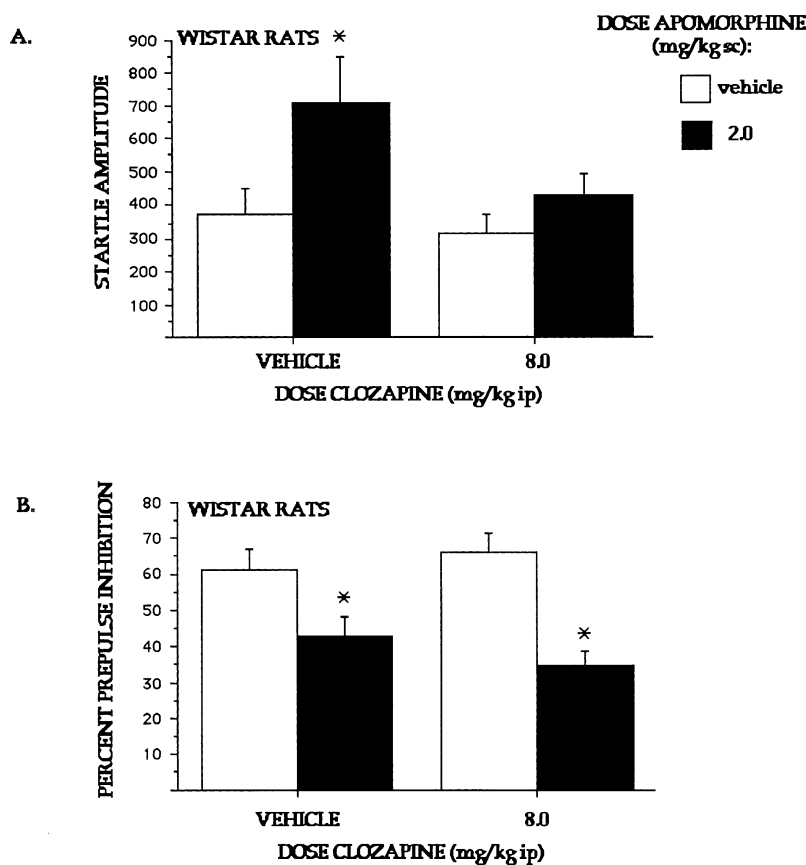 A.
WISTAR RATS
*
DOSE APOMORPHINE
(mg/kg sc):
vehicle
2.0
STARTLE AMPLITUDE
900
800
700
600
500
400
300
200
100
VEHICLE
8.0
DOSE CLOZAPINE (mg/kg ip)
B.
WISTAR RATS
*
*
PERCENT PREPULSE INHIBITION
80
70
60
50
40
30
20
10
VEHICLE
8.0
DOSE CLOZAPINE (mg/kg ip)